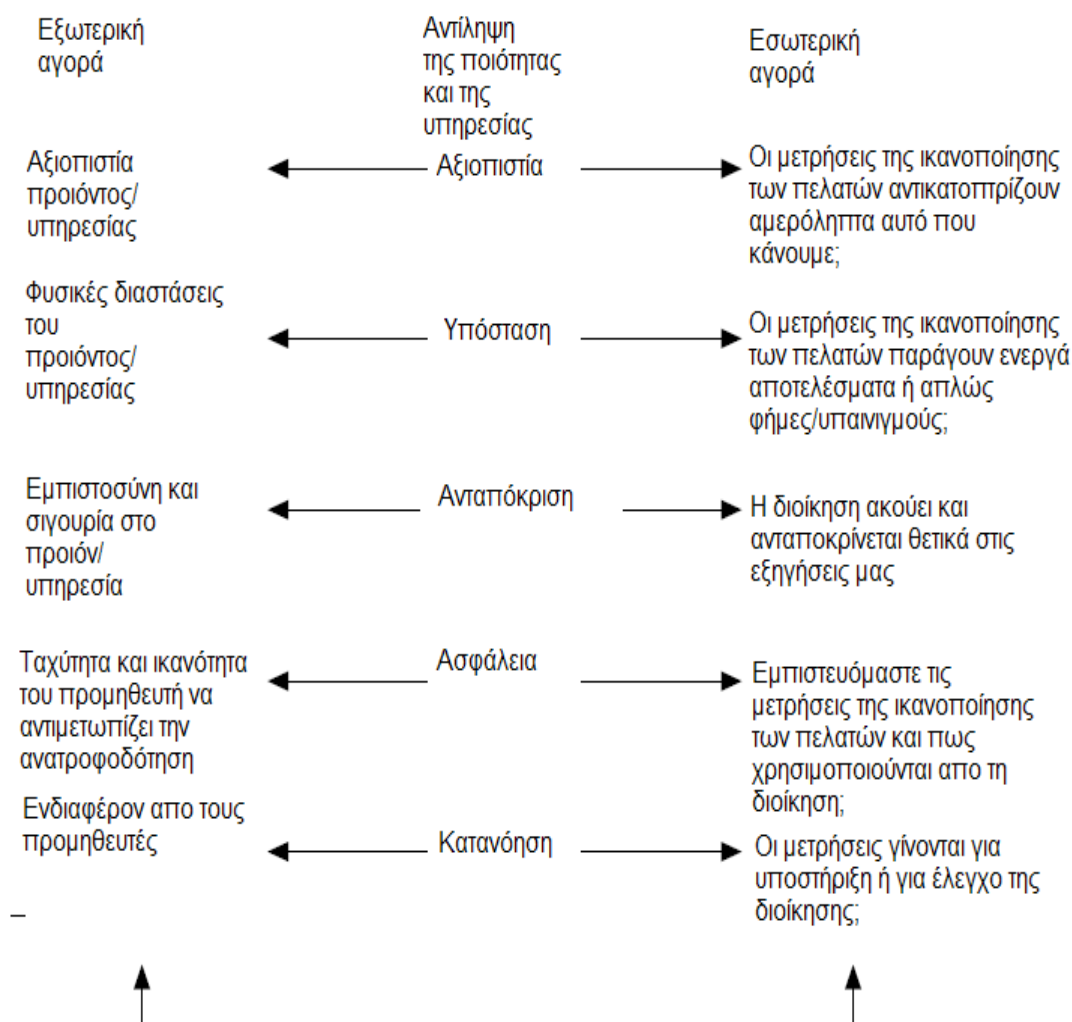 Εξωτερική
αγορά
Αντίληψη
της ποιότητας
και της
υπηρεσίας
Εσωτερική
αγορά
Αξιοπιστία
προιόντος/
υπηρεσίας
Αξιοπιστία
Οι μετρήσεις της ικανοποίησης
των πελατών αντικατοπτρίζουν
αμερόληπτα αυτό που
κάνουμε;
Φυσικές διαστάσεις
του
προιόντος/
υπηρεσίας
Υπόσταση
Οι μετρήσεις της ικανοποίησης
των πελατών παράγουν ενεργά
αποτελέσματα ή απλώς
φήμες/υπαινιγμούς;
Εμπιστοσύνη και
σιγουρία στο
προιόν/
υπηρεσία
Ανταπόκριση
Η διοίκηση ακούει και
ανταποκρίνεται θετικά στις
εξηγήσεις μας
Ταχύτητα και ικανότητα
του προμηθευτή να
αντιμετωπίζει την
ανατροφοδότηση
Ασφάλεια
Εμπιστευόμαστε τις
μετρήσεις της ικανοποίησης
των πελατών και πως
χρησιμοποιούνται απο τη
διοίκηση;
Ενδιαφέρον απο τους
προμηθευτές
Κατανόηση
Οι μετρήσεις γίνονται για
υποστήριξη ή για έλεγχο της
διοίκησης;
–